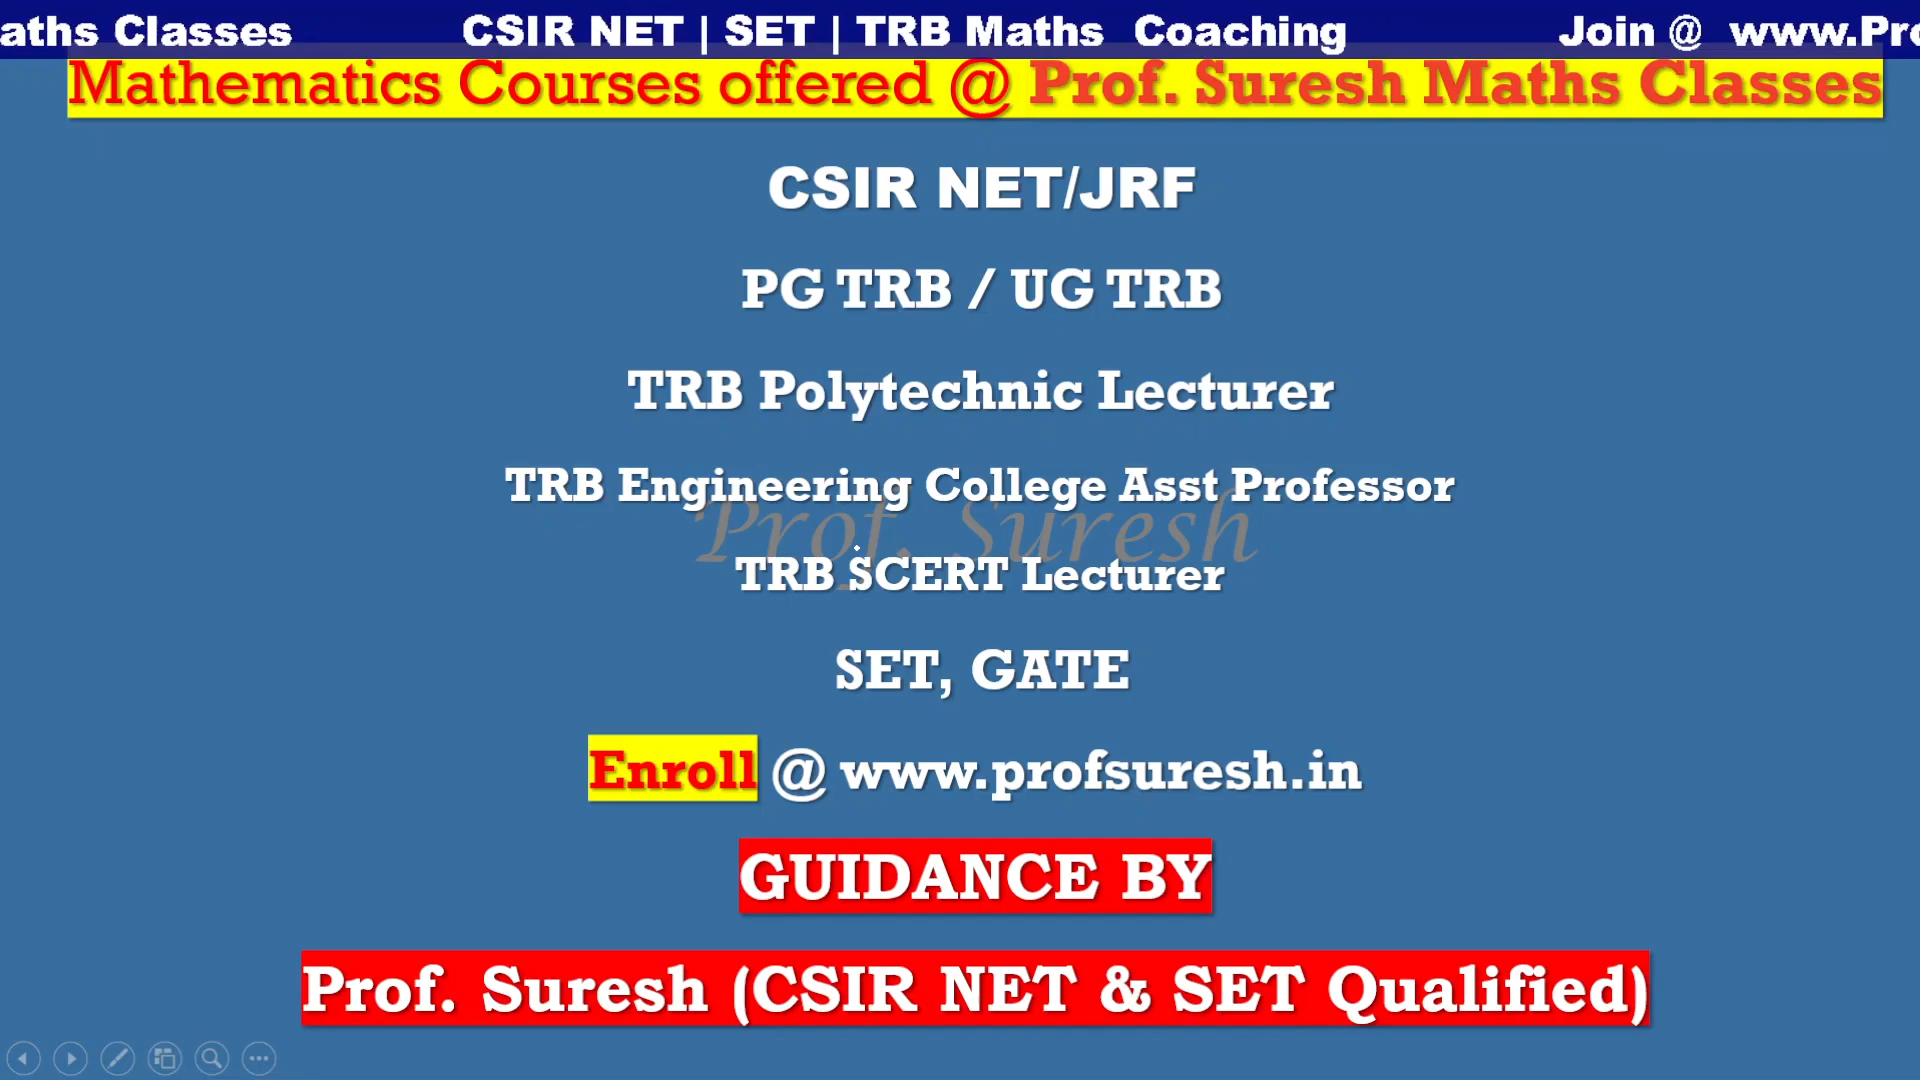 aths Classes CSIR NET | SET | TRB Maths Coaching Join @ www.Pro
Mathematics Courses offered @ Prof. Suresh Maths Classes
CSIR NET/JRF
PG TRB / UG TRB
TRB Polytechnic Lecturer
TRB Engineering College Asst Professor
Prof. Suresh
TRB SCERT Lecturer
SET, GATE
Enroll @ www.profsuresh.in
GUIDANCE BY
Prof. Suresh (CSIR NET & SET Qualified)